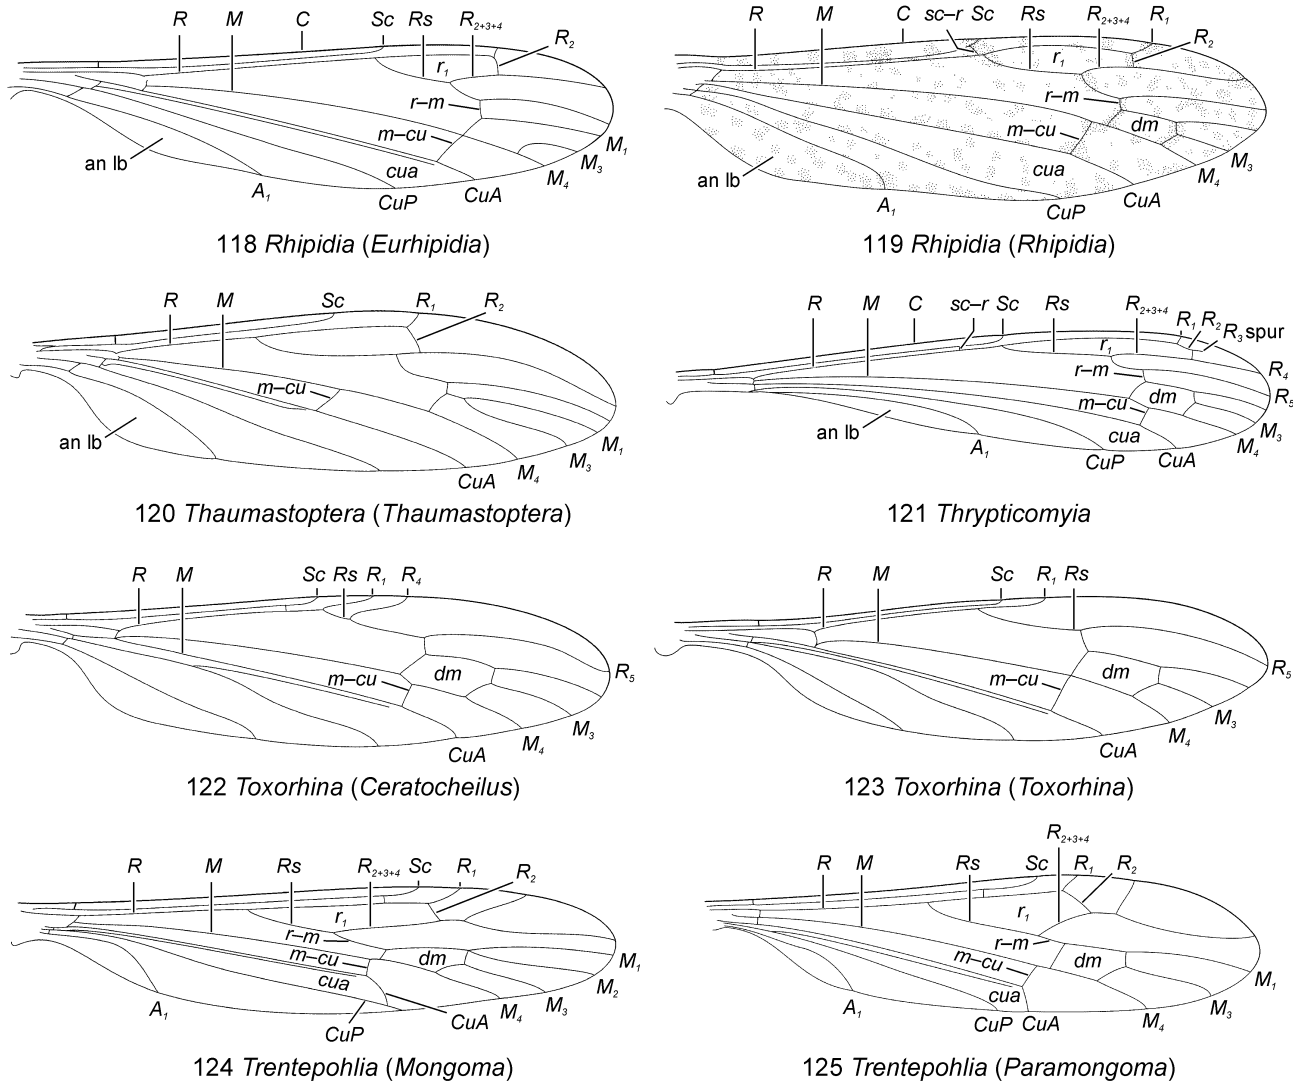 R M C Sc Rs R2+3+4 R2
r1
r–m
m–cu
an lb
cua
M1
M3
M4
A1 CuP CuA
118 Rhipidia (Eurhipidia)
R M C sc–r Sc Rs R2+3+4 R1
R2
r1
r–m
dm
m–cu
cua
an lb
M3
M4
A1 CuP CuA
119 Rhipidia (Rhipidia)
R M Sc R1 R2
m–cu
an lb
M1
M3
CuA M4
120 Thaumastoptera (Thaumastoptera)
R M C sc–r Sc Rs R2+3+4 R1 R2 R3 spur
r1
r–m
R4
R5
dm
m–cu
an lb
cua
M3
M4
A1 CuP CuA
121 Thrypticomyia
R M Sc Rs R1 R4
m–cu
dm
R5
M3
M4
CuA
122 Toxorhina (Ceratocheilus)
R M Sc R1 Rs
m–cu
dm
R5
M3
M4
CuA
123 Toxorhina (Toxorhina)
R M Rs R2+3+4 Sc R1 R2
r1
r–m
m–cu
dm
cua
M1
M2
M3
M4
A1
CuP
CuA
124 Trentepohlia (Mongoma)
R2+3+4
R M Rs Sc R1 R2
r1
r–m
m–cu
dm
cua
M1
M3
M4
A1 CuP CuA
125 Trentepohlia (Paramongoma)